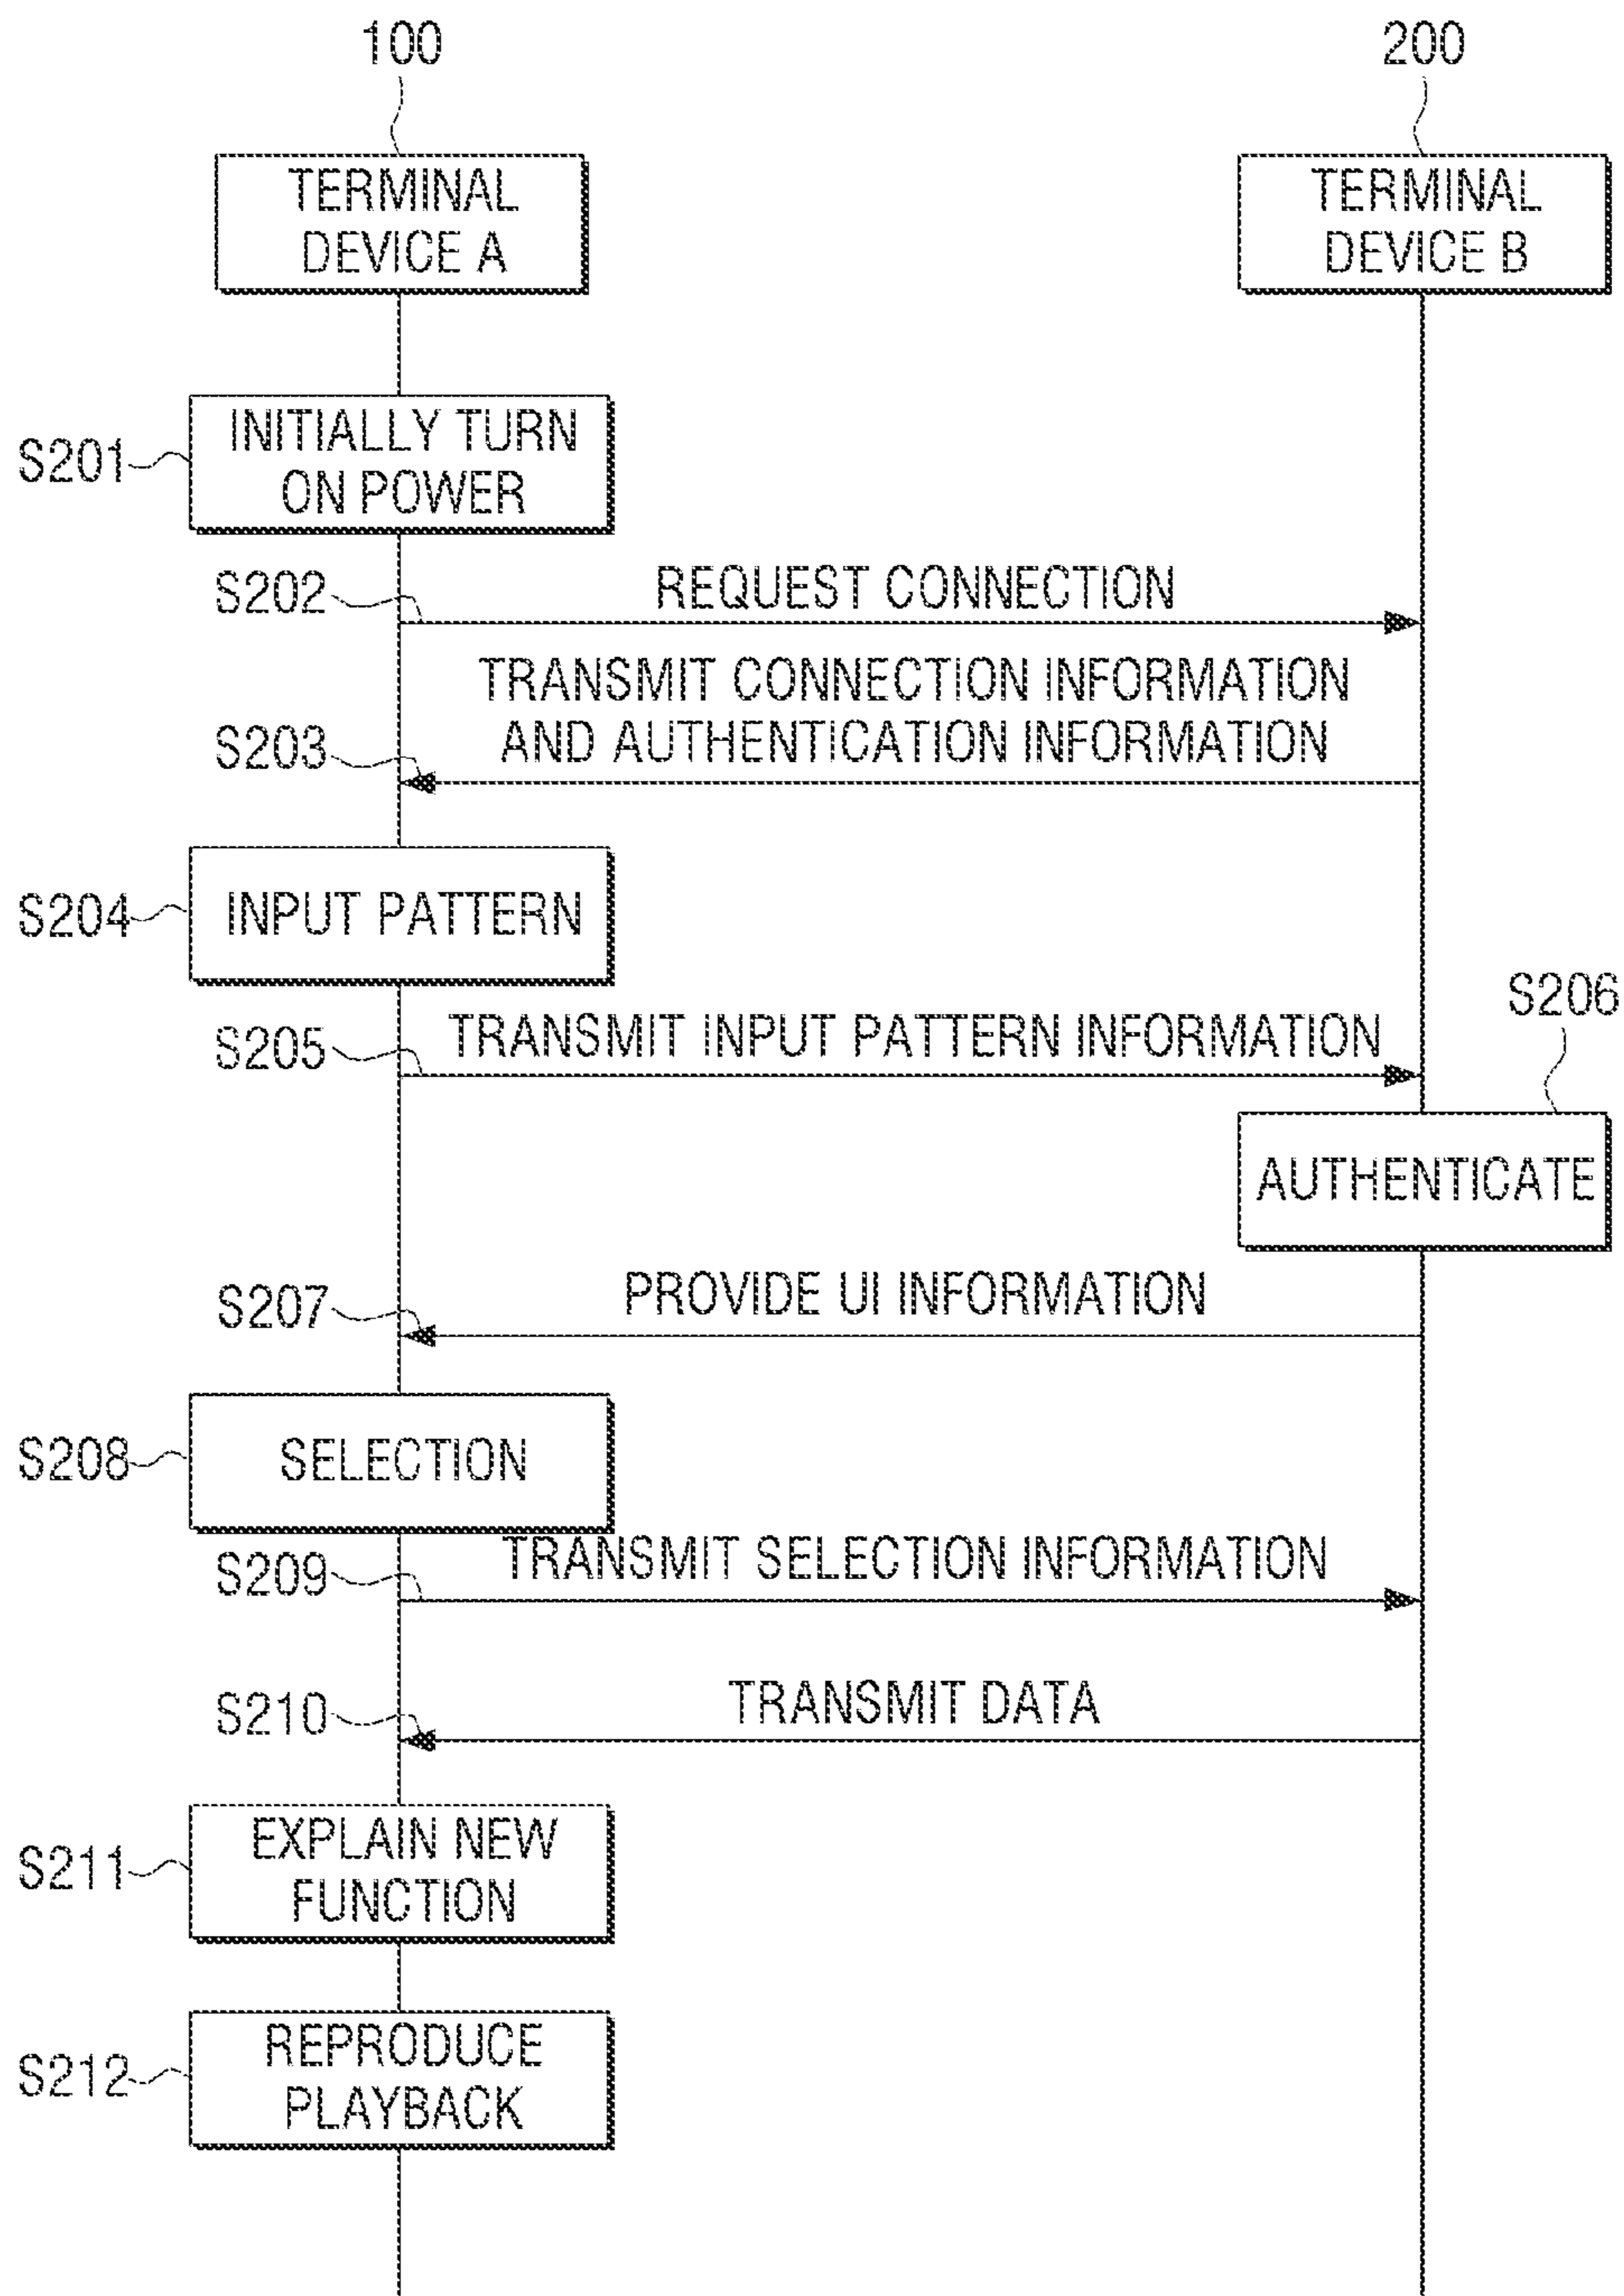 100
200
TERMINAL
DEVICE A
TERMINAL
DEVICE B
S201
INITIALLY TURN
ON POWER
S202
REQUEST CONNECTION
TRANSMIT CONNECTION INFORMATION
AND AUTHENTICATION INFORMATION
S203
S204
INPUT PATTERN
S205
TRANSMIT INPUT PATTERN INFORMATION
S206
AUTHENTICATE
S207
PROVIDE UI INFORMATION
S208
SELECTION
S209
TRANSMIT SELECTION INFORMATION
S210
TRANSMIT DATA
S211
EXPLAIN NEW
FUNCTION
S212
REPRODUCE
PLAYBACK